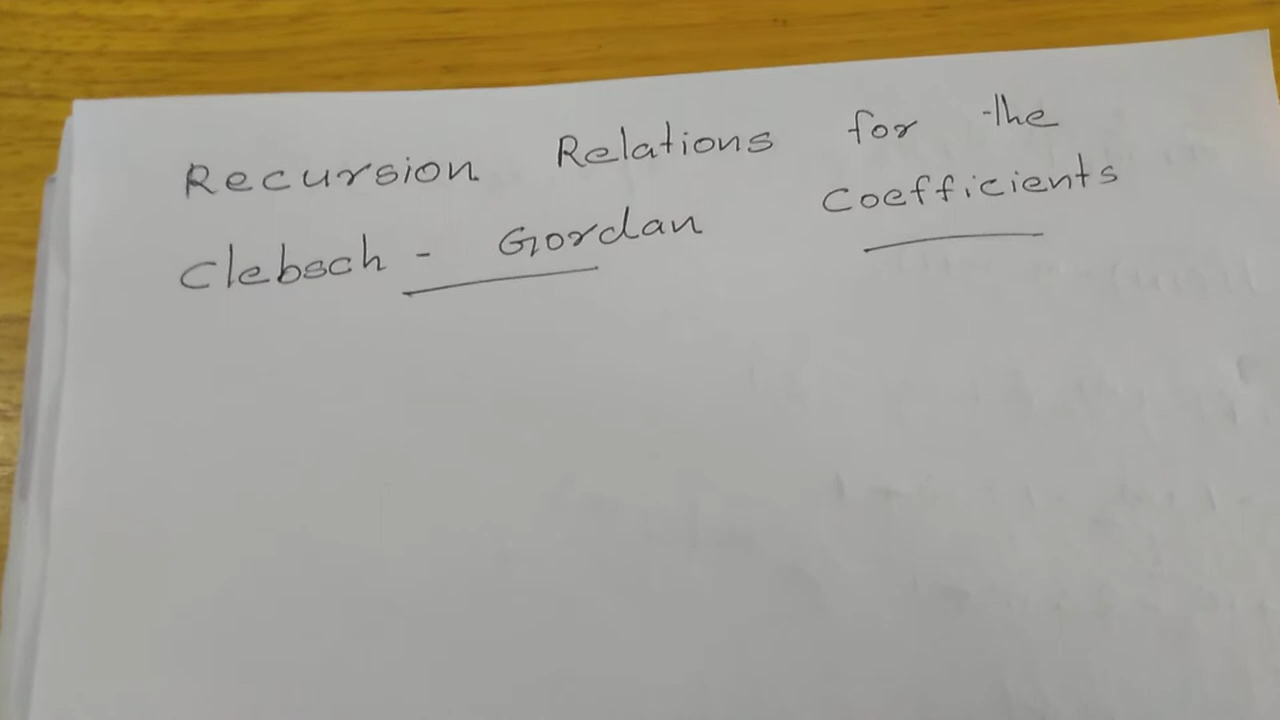 Recursion Relations for the
Clebsch - Gordan Coefficients